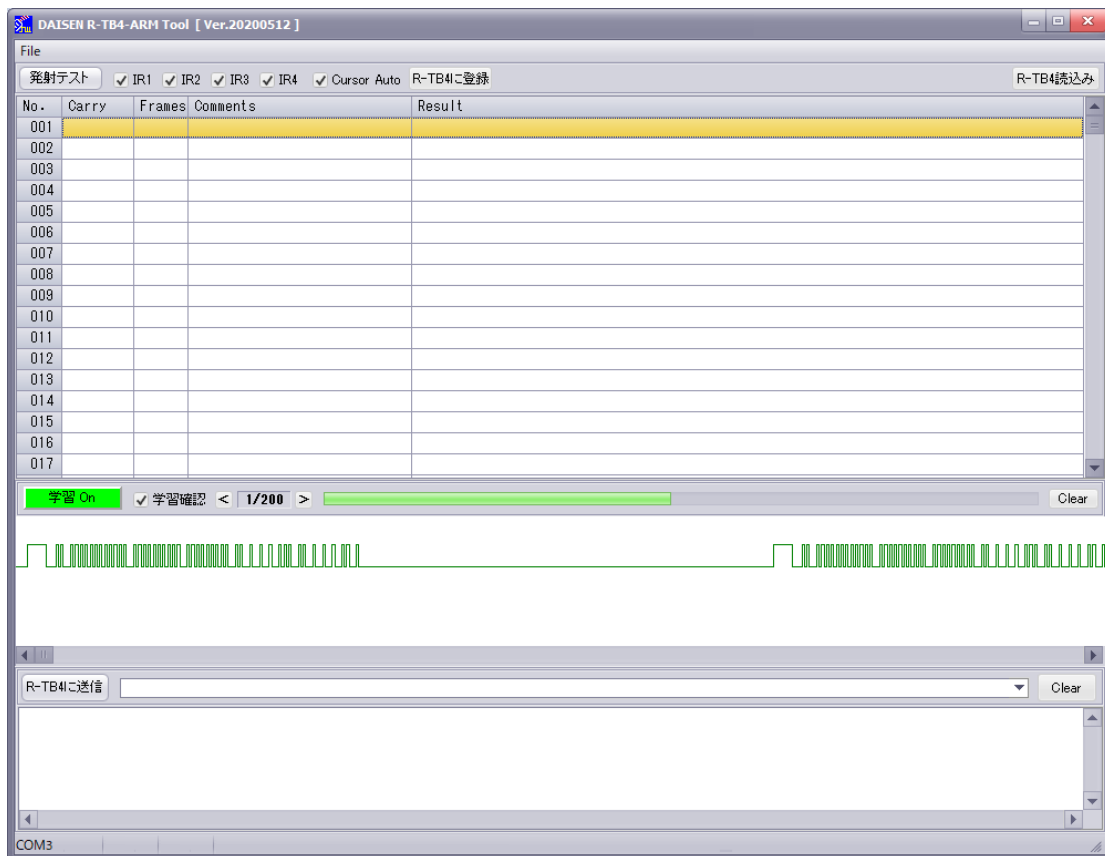 DAISEN R-TB4-ARM Tool [ Ver.20200512 ]
File
発射テスト IR1 IR2 IR3 IR4 Cursor Auto R-TB4に登録 R-TB4読込み
No. Carry Frames Comments Result
001
002
003
004
005
006
007
008
009
010
011
012
013
014
015
016
017
学習 On 学習確認 < 1/200 > Clear
R-TB4に送信 Clear
COM3